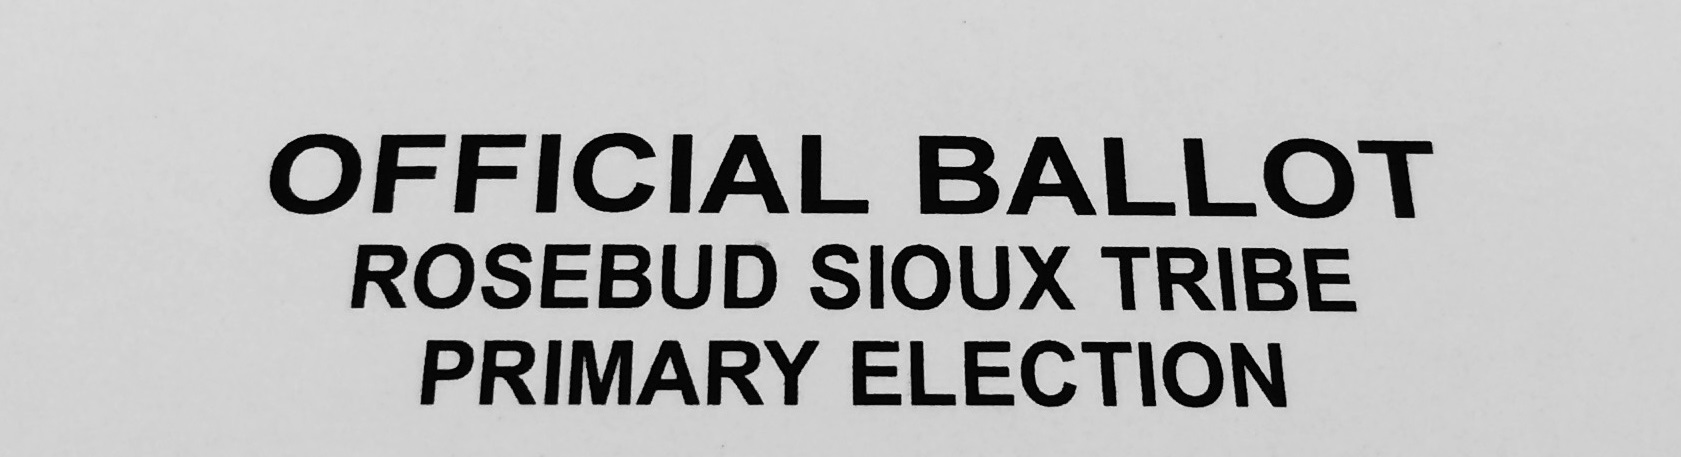 OFFICIAL BALLOT
ROSEBUD SIOUX TRIBE
PRIMARY ELECTION